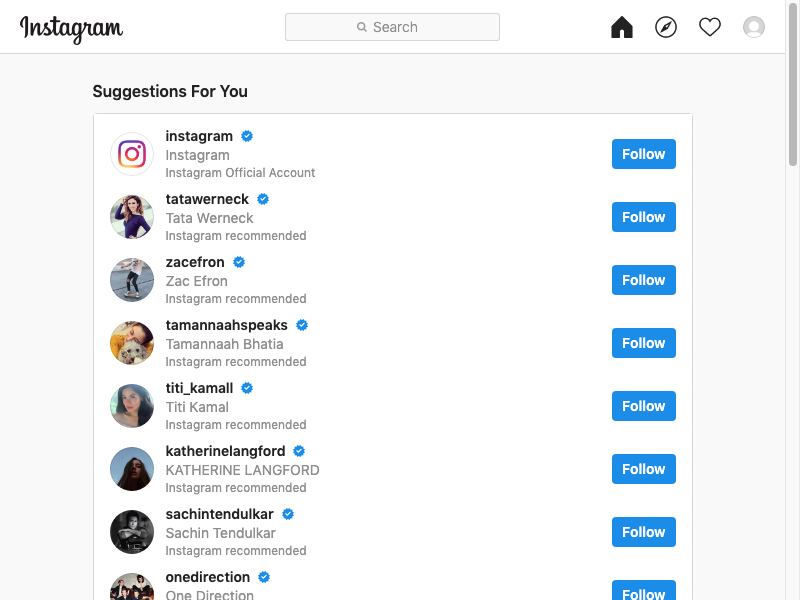 Instagram
Search
Suggestions For You
instagram
Instagram
Instagram Official Account
Follow
tatawerneck
Tata Werneck
Instagram recommended
Follow
zacefron
Zac Efron
Instagram recommended
Follow
tamannaahspeaks
Tamannaah Bhatia
Instagram recommended
Follow
titi_kamall
Titi Kamal
Instagram recommended
Follow
katherinelangford
KATHERINE LANGFORD
Instagram recommended
Follow
sachintendulkar
Sachin Tendulkar
Instagram recommended
Follow
onedirection
One Direction
Follow